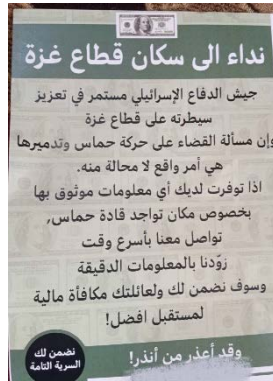 نداء الى سكان قطاع غزة
جيش الدفاع الإسرائيلي مستمر في تعزيز
سيطرته على قطاع غزة
وإن مسألة القضاء على حركة حماس وتدميرها
هي أمر واقع لا محالة منه.
اذا توفرت لديك أي معلومات موثوق بها
بخصوص مكان تواجد قادة حماس,
تواصل معنا بأسرع وقت
زوّدنا بالمعلومات الدقيقة
وسوف نضمن لك ولعائلتك مكافأة مالية
لمستقبل افضل!
وقد أعذر من أنذر!
نضمن لك
السرية التامة